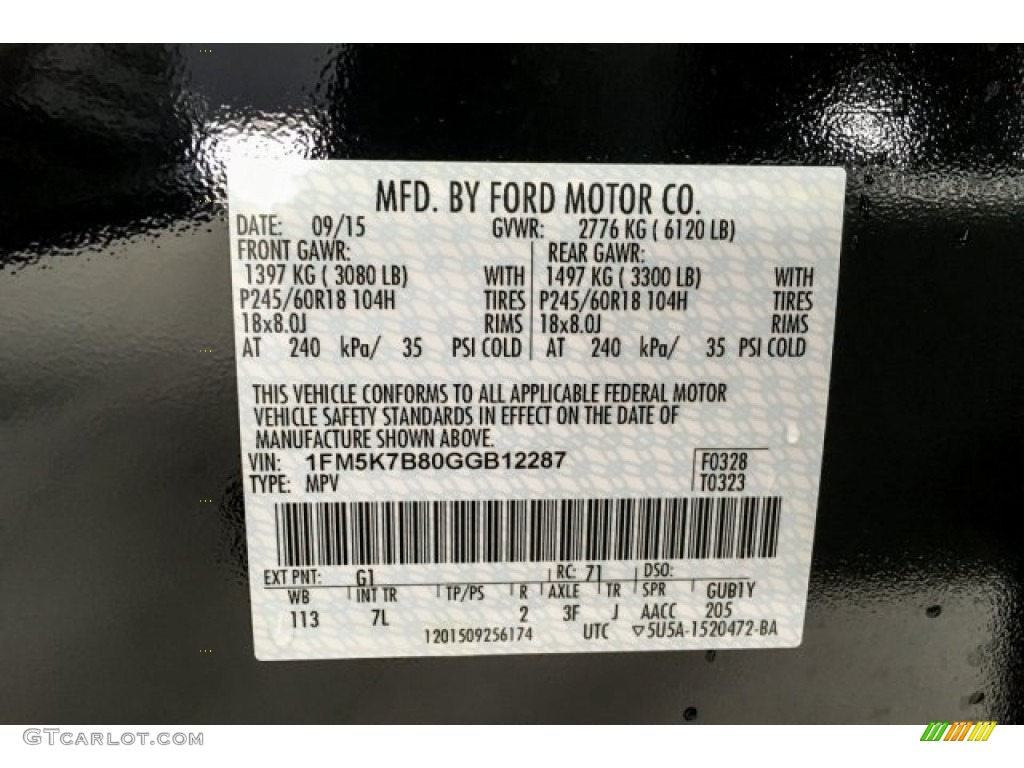 MFD. BY FORD MOTOR CO.
DATE: 09/15 GVWR: 2776 KG ( 6120 LB)
FRONT GAWR: REAR GAWR:
1397 KG ( 3080 LB) WITH 1497 KG ( 3300 LB) WITH
P245/60R18 104H TIRES P245/60R18 104H TIRES
18x8.0J RIMS 18x8.0J RIMS
AT 240 kPa/ 35 PSI COLD AT 240 kPa/ 35 PSI COLD
THIS VEHICLE CONFORMS TO ALL APPLICABLE FEDERAL MOTOR
VEHICLE SAFETY STANDARDS IN EFFECT ON THE DATE OF
MANUFACTURE SHOWN ABOVE.
VIN: 1FM5K7B80GGB12287 F0328
TYPE: MPV T0323
EXT PNT: G1 RC: 71 DSO:
WB INT TR TP/PS R AXLE TR SPR GUB1Y
113 7L 2 3F J AACC 205
1201509256174 UTC ▽5U5A-1520472-BA
GTCarlot.com